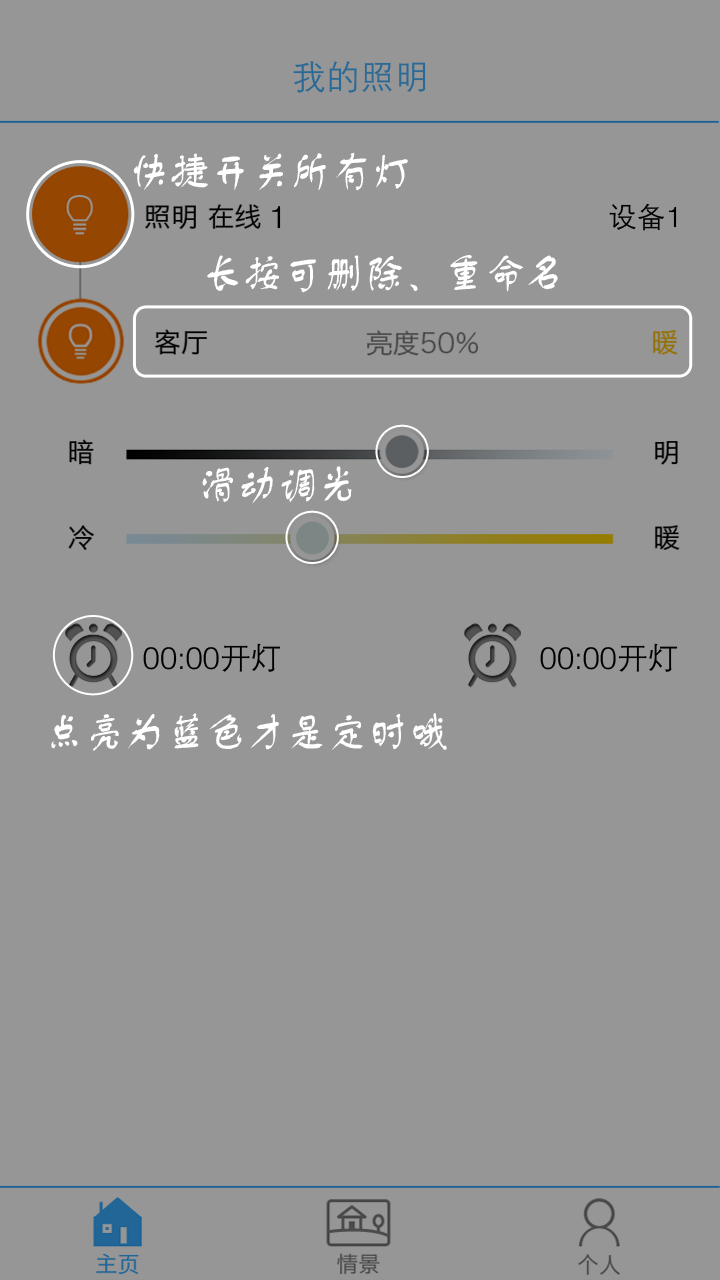 我的照明
快捷开关所有灯
照明 在线 1 设备1
长按可删除、重命名
客厅 亮度50% 暖
暗 明
滑动调光
冷 暖
00:00开灯 00:00开灯
点亮为蓝色才是定时哦
主页 情景 个人